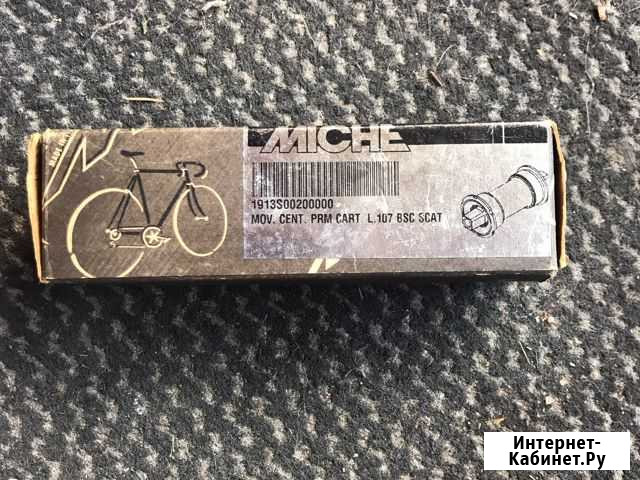 MICHE
1913S00200000
MOV. CENT. PRM CART L.107 BSC SCAT
Интернет-
Кабинет.Ру